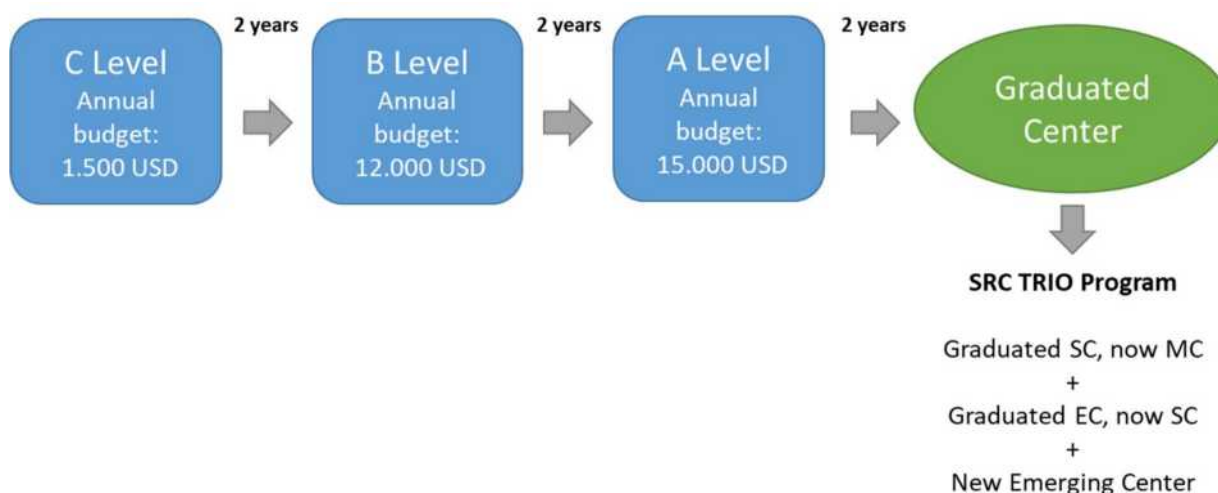 2 years
2 years
2 years
C Level
Annual
budget:
1.500 USD
B Level
Annual
budget:
12.000 USD
A Level
Annual
budget:
15.000 USD
Graduated
Center
SRC TRIO Program
Graduated SC, now MC
+
Graduated EC, now SC
+
New Emerging Center